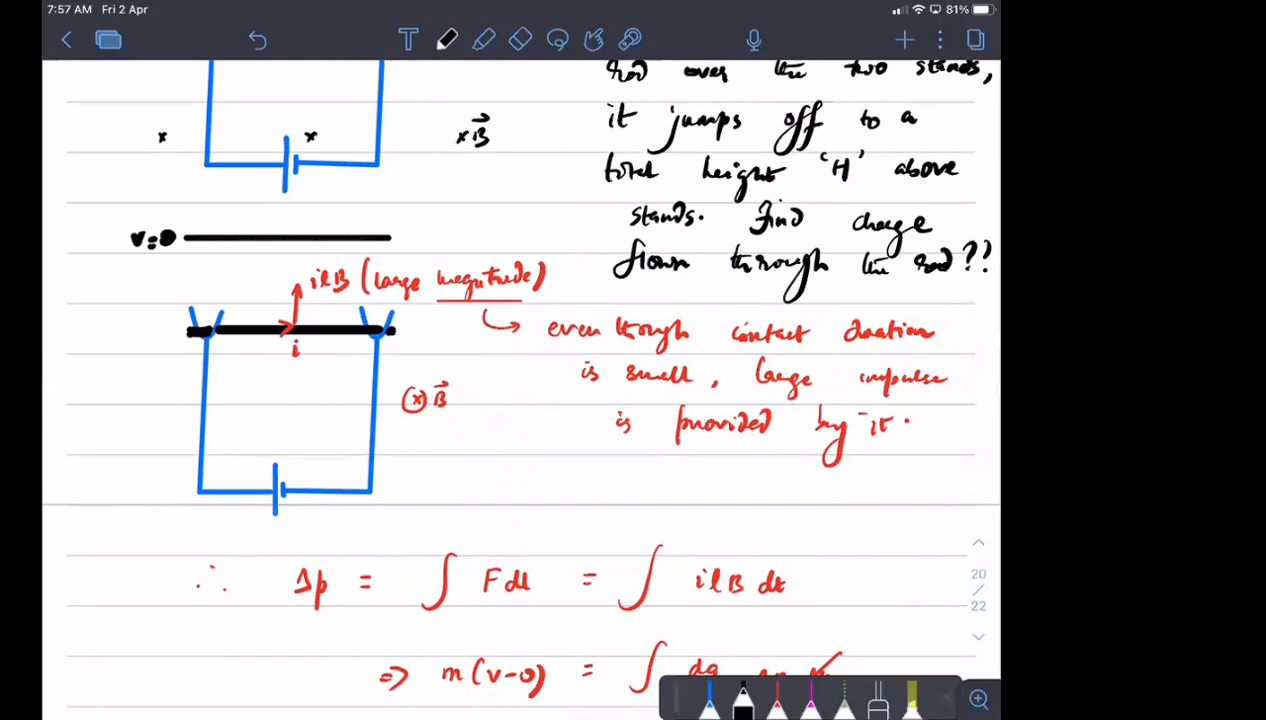 7:57 AM Fri 2 Apr
81%
T
rod over the two stands,
it jumps off to a
total height 'H' above
stands. Find charge
flown through the rod??
x x x B⃗
v=0
ilB (large magnitude)
i
even though contact duration
is small, large impulse
is provided by it.
(x) B⃗
∴ Δp = ∫ F dt = ∫ ilB dt
20
/
22
⇒ m(v-0) = ∫ dq